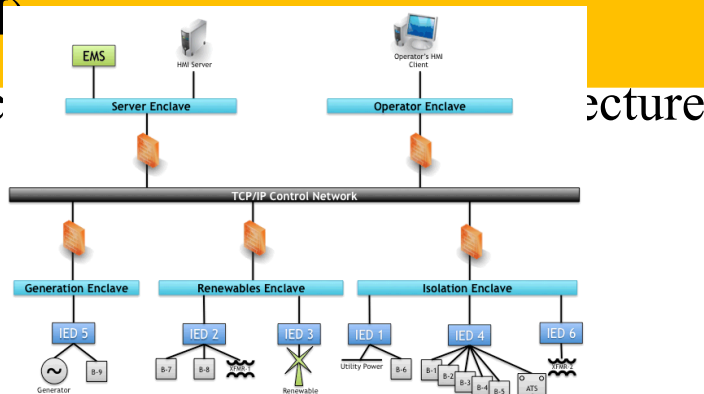 EMS
HMI Server
Operator's HMI
Client
Server Enclave
Operator Enclave
ecture
TCP/IP Control Network
Generation Enclave
Renewables Enclave
Isolation Enclave
IED 5
IED 2
IED 3
IED 1
IED 4
IED 6
B-9
B-7
B-8
XFMR-1
Utility Power
B-6
B-1
B-2
B-3
B-4
B-5
ATS
XFMR-2
Generator
Renewable